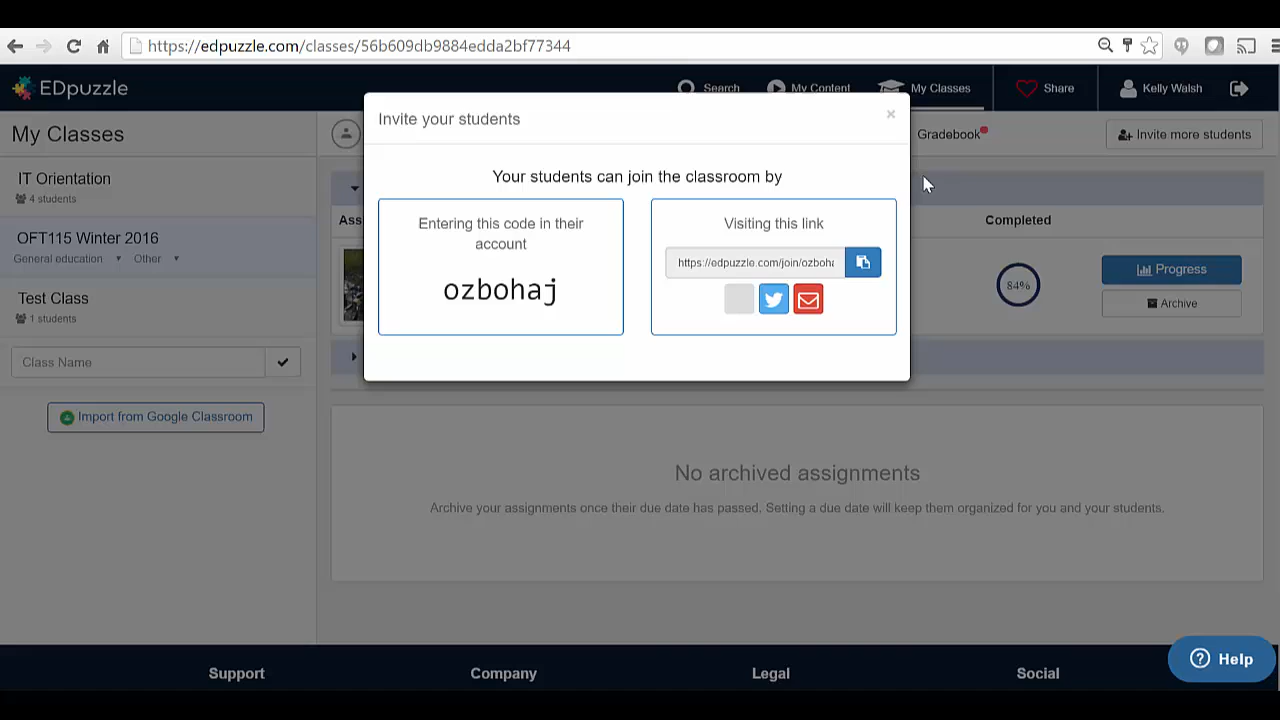 https://edpuzzle.com/classes/56b609db9884edda2bf77344
EDpuzzle
Search
My Content
My Classes
Share
Kelly Walsh
My Classes
Gradebook
Invite more students
IT Orientation
4 students
OFT115 Winter 2016
General education
Other
Test Class
1 students
Class Name
Import from Google Classroom
Invite your students
×
Your students can join the classroom by
Entering this code in their
account
ozbohaj
Visiting this link
https://edpuzzle.com/join/ozboha
Ass
Completed
84%
Progress
Archive
No archived assignments
Archive your assignments once their due date has passed. Setting a due date will keep them organized for you and your students.
Support
Company
Legal
Social
Help